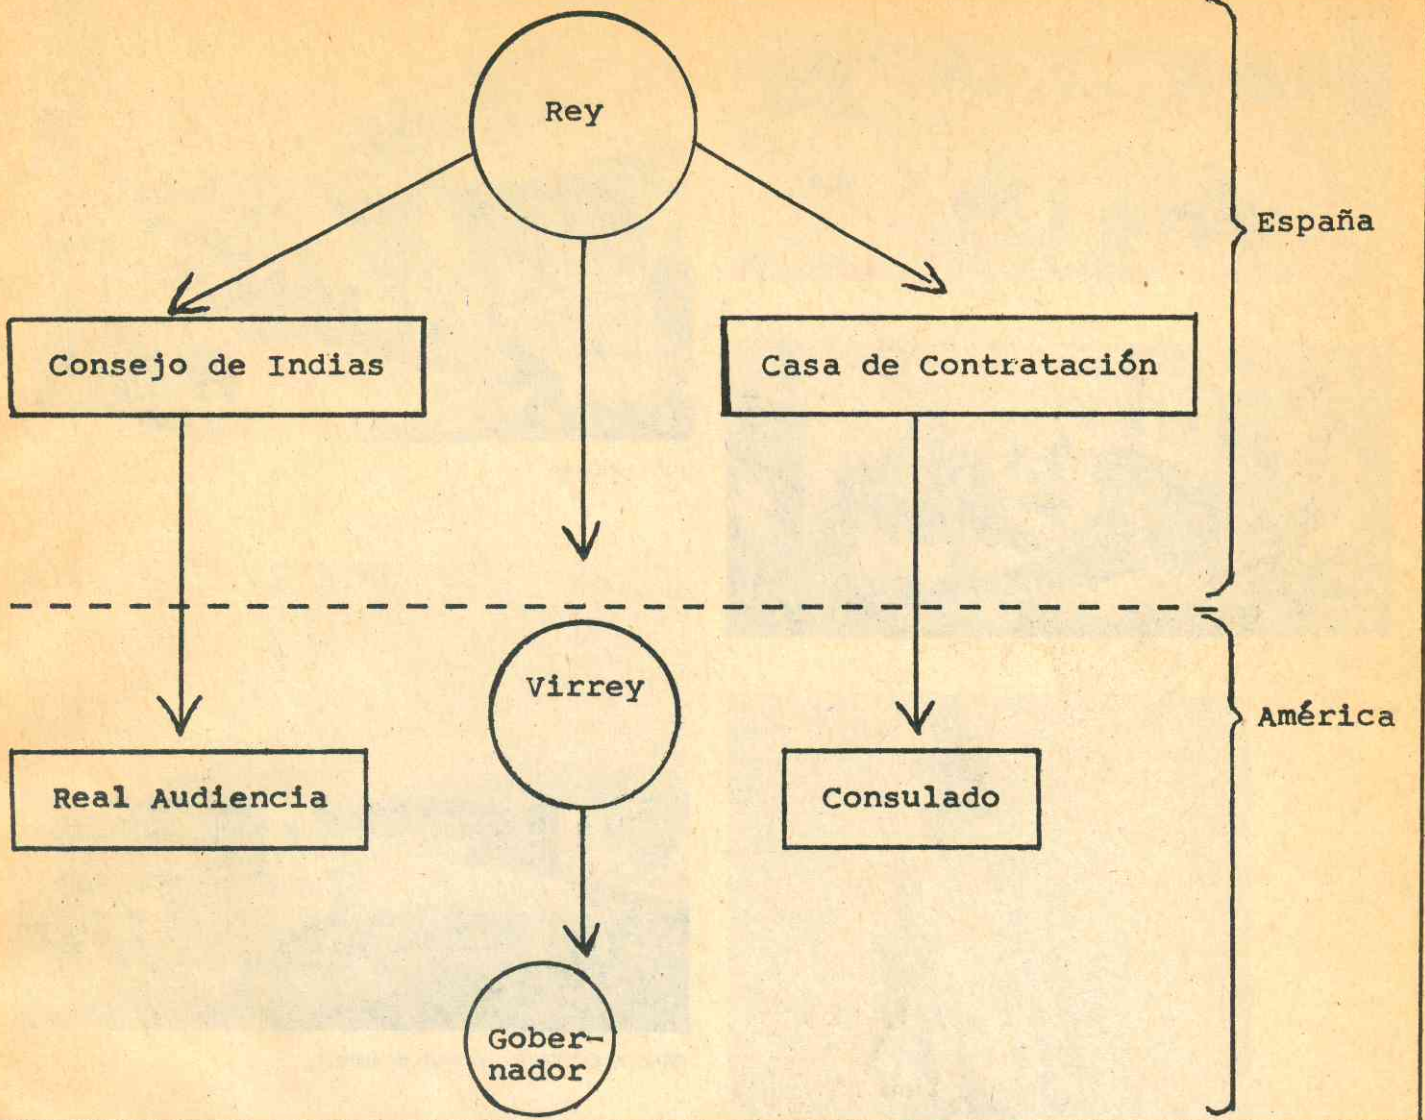 Rey
España
Consejo de Indias
Casa de Contratación
Virrey
América
Real Audiencia
Consulado
Gober-
nador